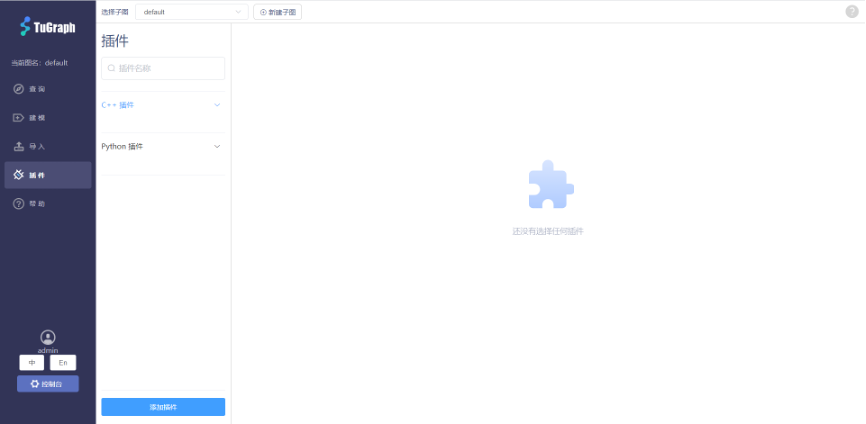 TuGraph
当前图名: default
查询
建模
导入
插件
帮助
admin
中 En
控制台
选择子图 default 新建子图
?
插件
插件名称
C++ 插件
Python 插件
添加插件
还没有选择任何插件